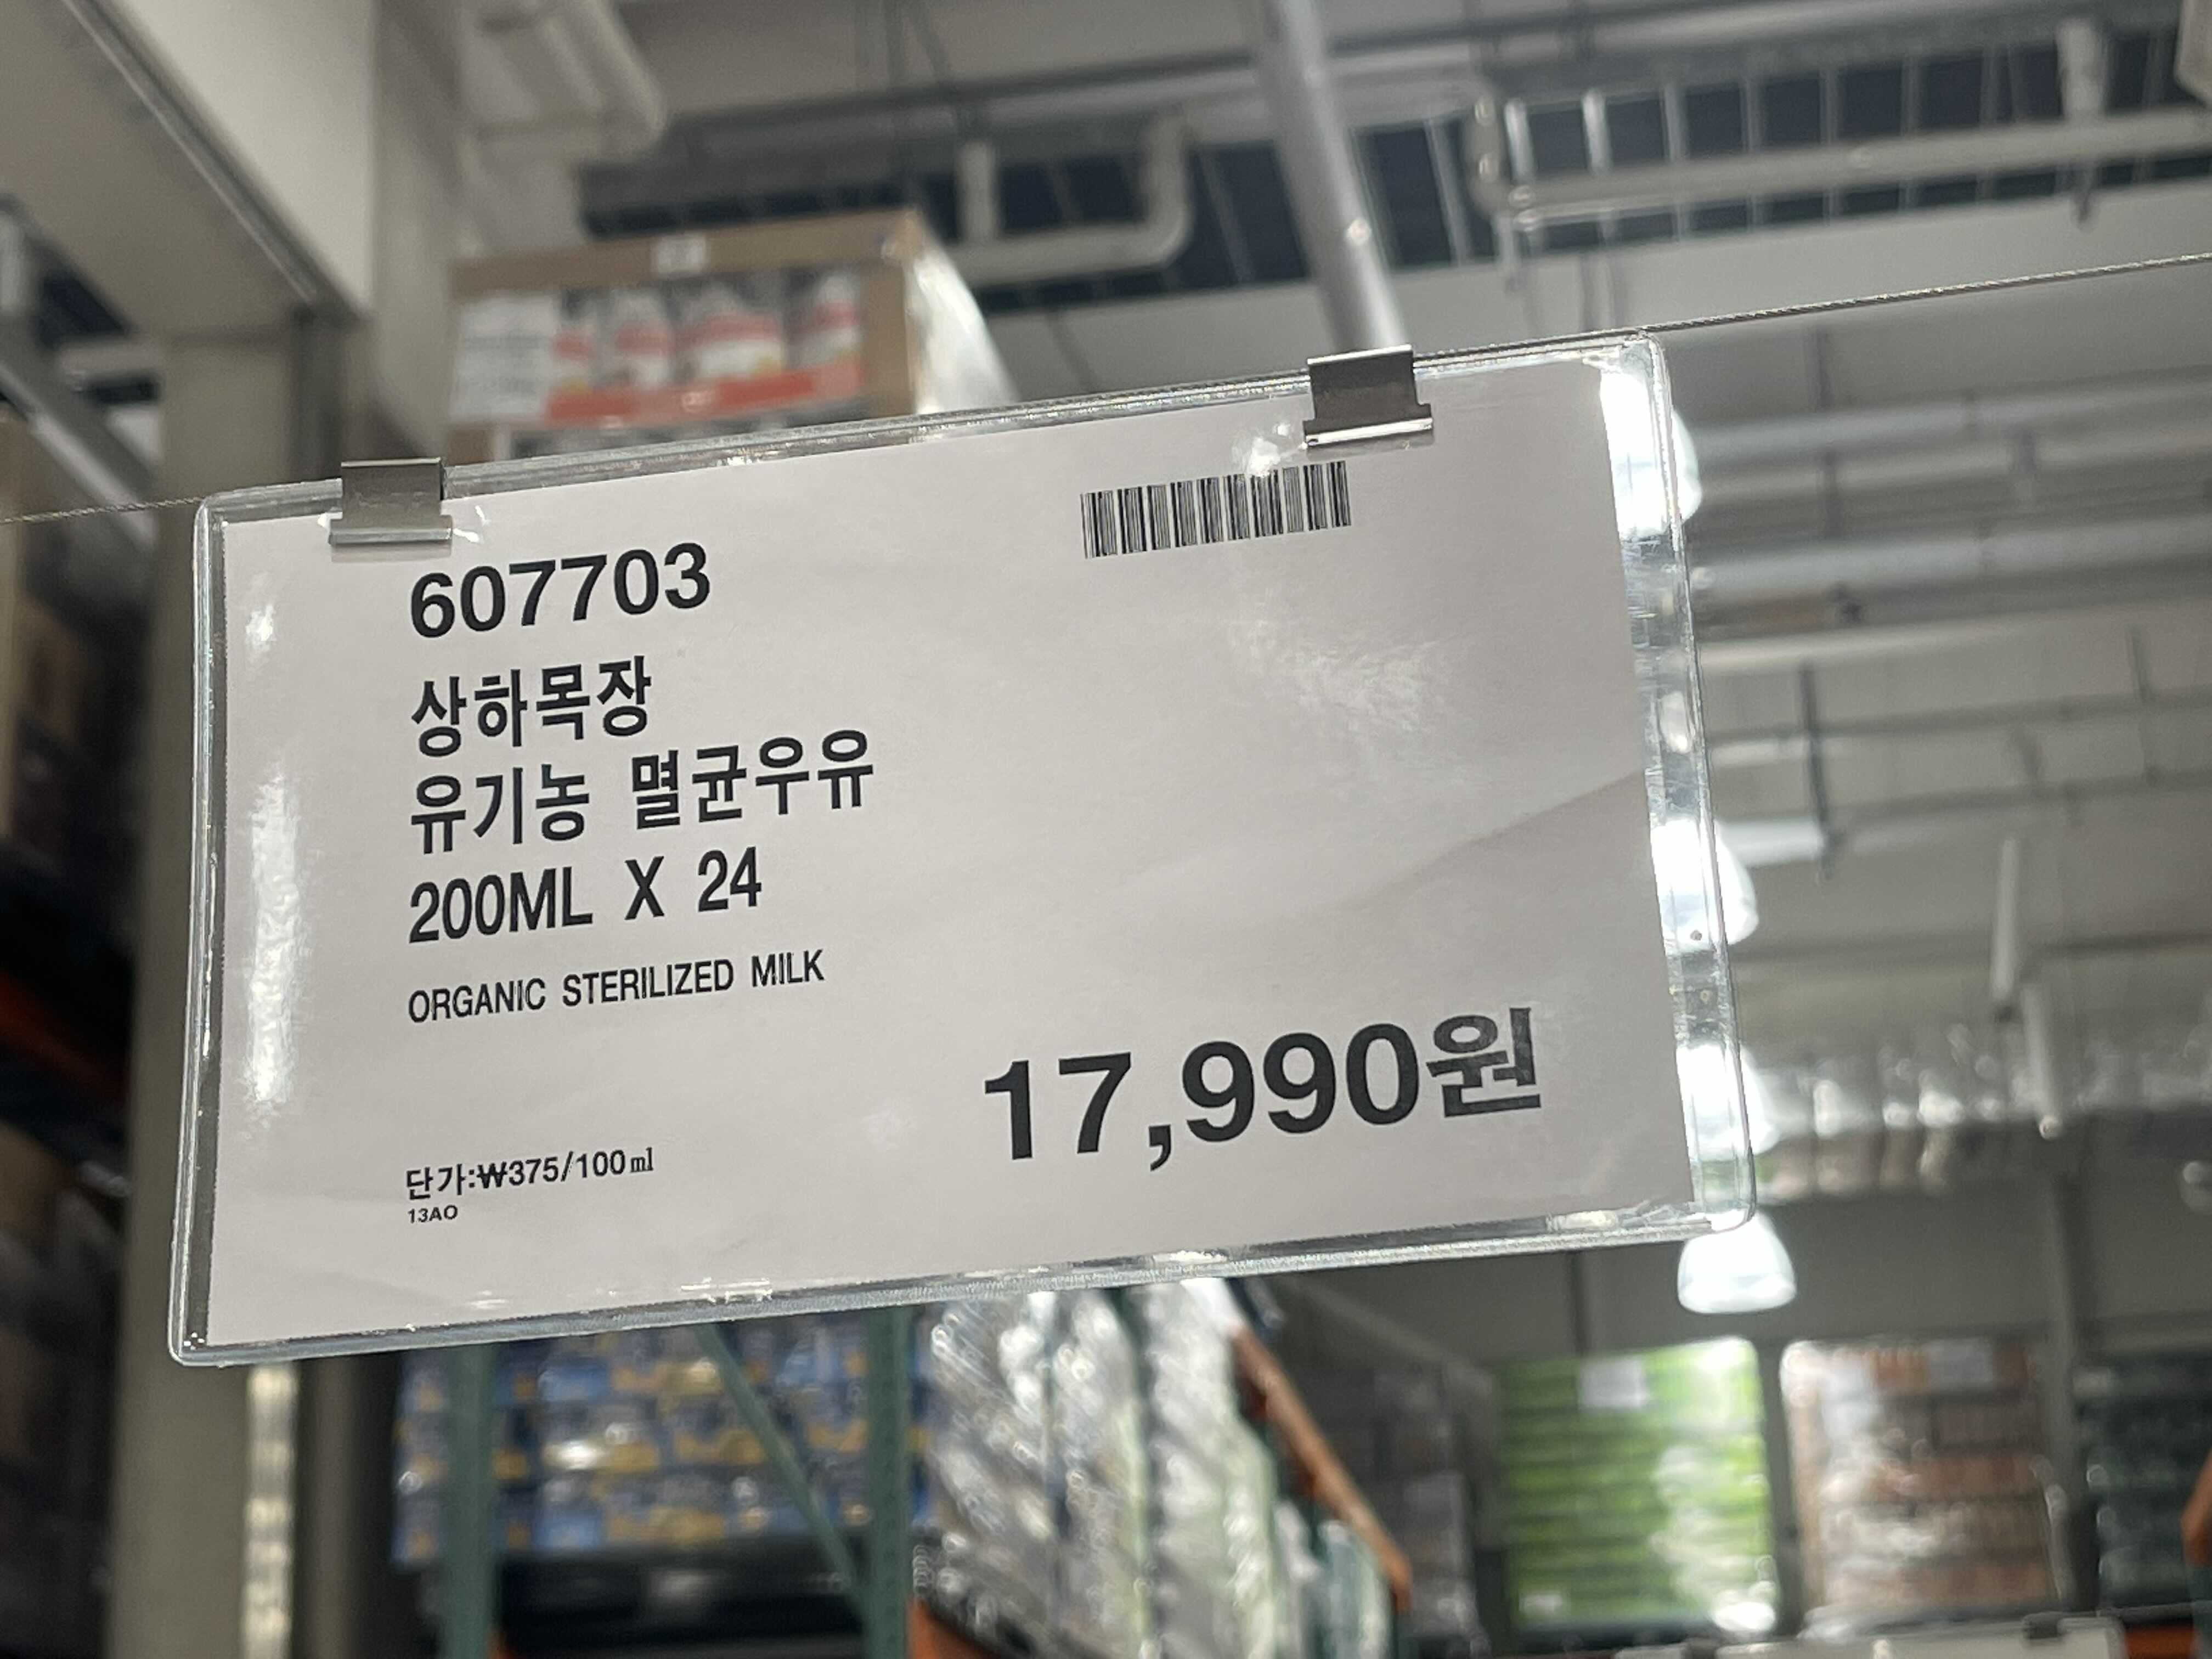 607703
상하목장
유기농 멸균우유
200ML X 24
ORGANIC STERILIZED MILK
17,990원
단가:₩375/100㎖
13AO